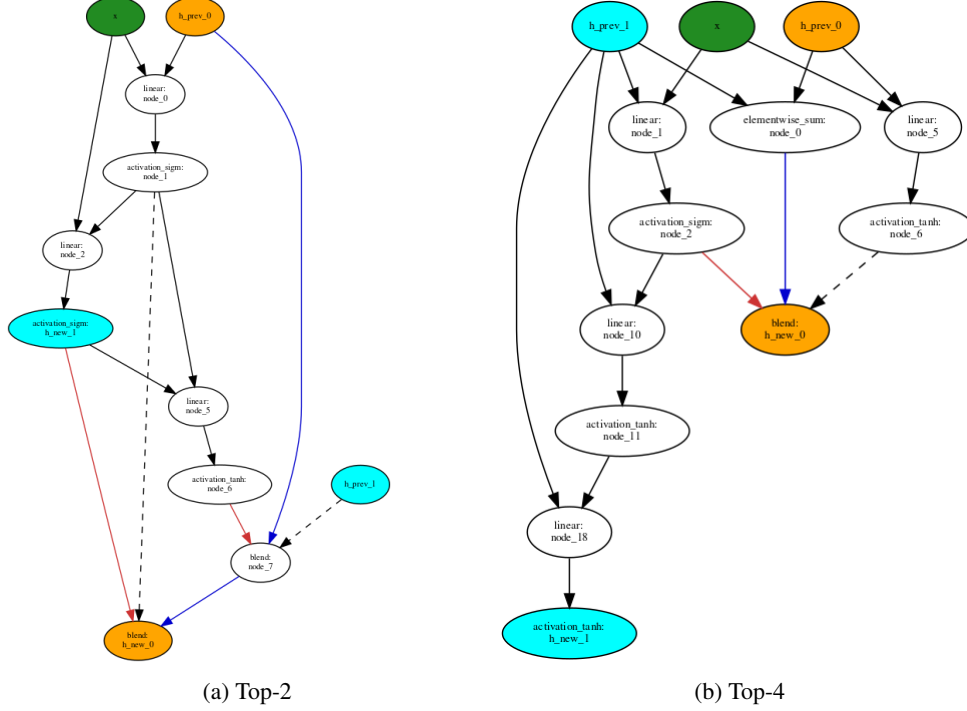 x
h_prev_0
linear:
node_0
activation_sigm:
node_1
linear:
node_2
activation_sigm:
h_new_1
linear:
node_5
activation_tanh:
node_6
h_prev_1
blend:
node_7
blend:
h_new_0
(a) Top-2
h_prev_1
x
h_prev_0
linear:
node_1
elementwise_sum:
node_0
linear:
node_5
activation_sigm:
node_2
activation_tanh:
node_6
linear:
node_10
blend:
h_new_0
activation_tanh:
node_11
linear:
node_18
activation_tanh:
h_new_1
(b) Top-4